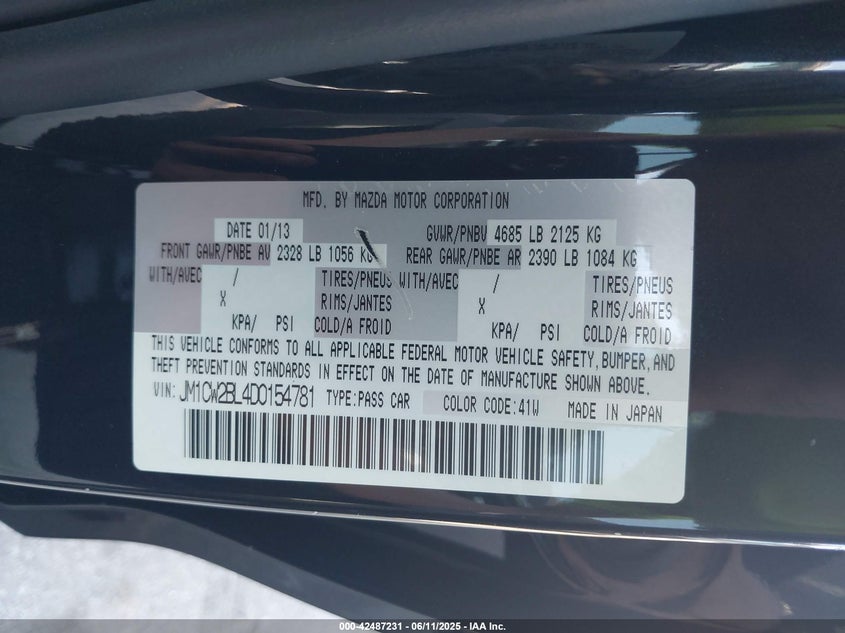 MFD. BY MAZDA MOTOR CORPORATION
DATE 01/13 GVWR/PNBV 4685 LB 2125 KG
FRONT GAWR/PNBE AV 2328 LB 1056 KG REAR GAWR/PNBE AR 2390 LB 1084 KG
WITH/AVEC / TIRES/PNEUS WITH/AVEC / TIRES/PNEUS
X RIMS/JANTES X RIMS/JANTES
KPA/ PSI COLD/A FROID KPA/ PSI COLD/A FROID
THIS VEHICLE CONFORMS TO ALL APPLICABLE FEDERAL MOTOR VEHICLE SAFETY, BUMPER, AND
THEFT PREVENTION STANDARDS IN EFFECT ON THE DATE OF MANUFACTURE SHOWN ABOVE.
VIN: JM1CW2BL4D0154781 TYPE:PASS CAR COLOR CODE:41W MADE IN JAPAN
000-42487231 - 06/11/2025 - IAA Inc.